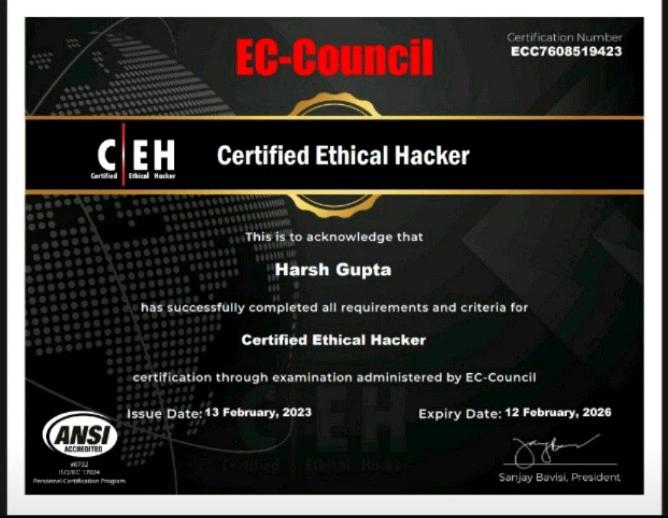 EC-Council
Certification Number
ECC7608519423
C EH
Certified Ethical Hacker
Certified Ethical Hacker
This is to acknowledge that
Harsh Gupta
has successfully completed all requirements and criteria for
Certified Ethical Hacker
certification through examination administered by EC-Council
Issue Date: 13 February, 2023
Expiry Date: 12 February, 2026
CEH
Certified Ethical Hacker
ANSI
ACCREDITED
#0732
ISO/IEC 17024
Personnel Certification Program
Sanjay Bavisi, President